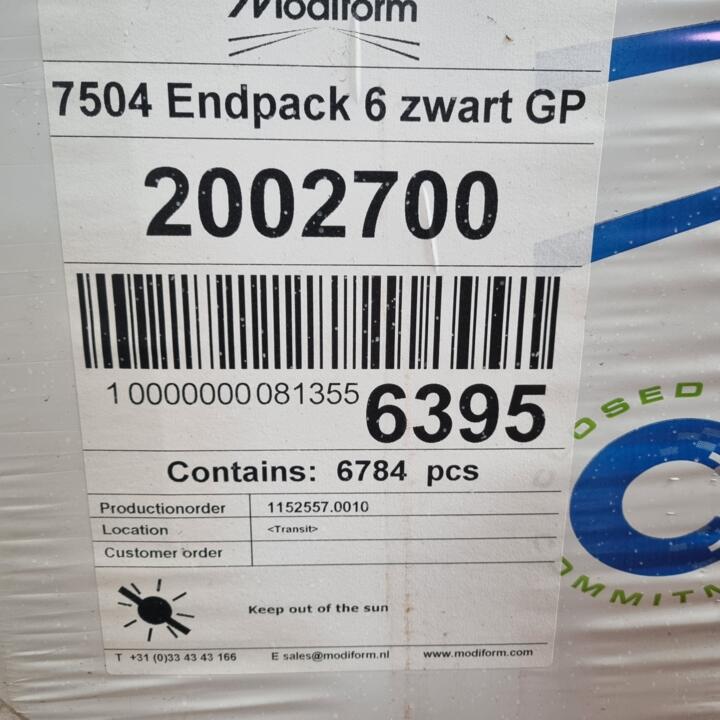 Modiform
7504 Endpack 6 zwart GP
2002700
1 0000000 081355 6395
Contains: 6784 pcs
Productionorder 1152557.0010
Location <Transit>
Customer order
Keep out of the sun
T +31 (0)33 43 43 166 E sales@modiform.nl www.modiform.com
OSED
OMMITM